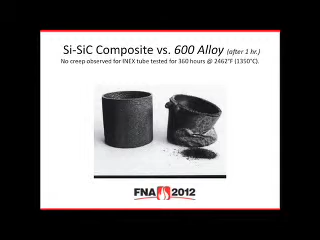 Si-SiC Composite vs. 600 Alloy (after 1 hr.)
No creep observed for INEX tube tested for 360 hours @ 2462°F (1350°C).
FNA 2012